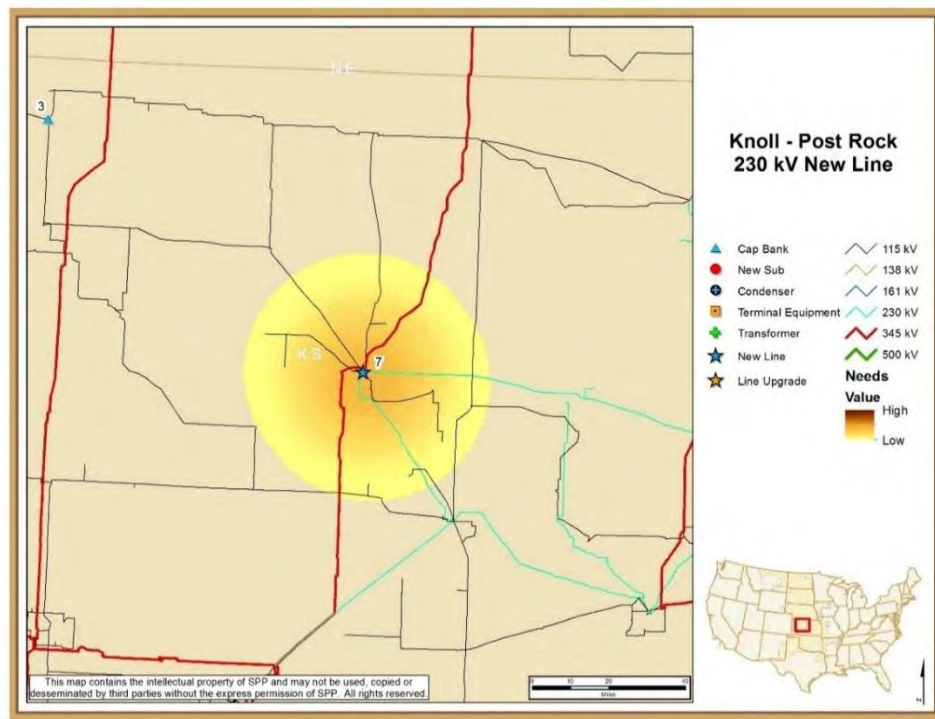 NE
3
7
KS
Knoll - Post Rock
230 kV New Line
Cap Bank
New Sub
Condenser
Terminal Equipment
Transformer
New Line
Line Upgrade
115 kV
138 kV
161 kV
230 kV
345 kV
500 kV
Needs
Value
High
Low
This map contains the intellectual property of SPP and may not be used, copied or
desseminated by third parties without the express permission of SPP. All rights reserved.
0
10
20
40
Miles